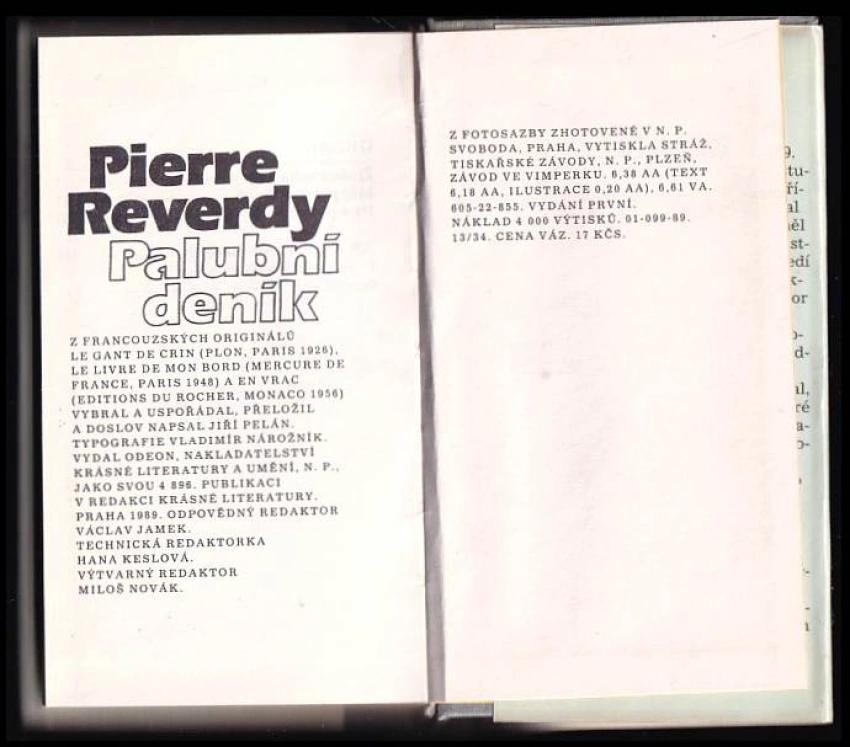 Pierre
Reverdy
Palubní
deník
Z FRANCOUZSKÝCH ORIGINÁLŮ
LE GANT DE CRIN (PLON, PARIS 1926),
LE LIVRE DE MON BORD (MERCURE DE
FRANCE, PARIS 1948) A EN VRAC
(EDITIONS DU ROCHER, MONACO 1956)
VYBRAL A USPOŘÁDAL, PŘELOŽIL
A DOSLOV NAPSAL JIŘÍ PELÁN.
TYPOGRAFIE VLADIMÍR NÁROŽNÍK.
VYDAL ODEON, NAKLADATELSTVÍ
KRÁSNÉ LITERATURY A UMĚNÍ, N. P.,
JAKO SVOU 4 896. PUBLIKACI
V REDAKCI KRÁSNÉ LITERATURY.
PRAHA 1989. ODPOVĚDNÝ REDAKTOR
VÁCLAV JAMEK.
TECHNICKÁ REDAKTORKA
HANA KESLOVÁ.
VÝTVARNÝ REDAKTOR
MILOŠ NOVÁK.
Z FOTOSAZBY ZHOTOVENÉ V N. P.
SVOBODA, PRAHA, VYTISKLA STRÁŽ,
TISKAŘSKÉ ZÁVODY, N. P., PLZEŇ,
ZÁVOD VE VIMPERKU. 6,38 AA (TEXT
6,18 AA, ILUSTRACE 0,20 AA), 6,61 VA.
605-22-855. VYDÁNÍ PRVNÍ.
NÁKLAD 4 000 VÝTISKŮ. 01-099-89.
13/34. CENA VÁZ. 17 KČS.